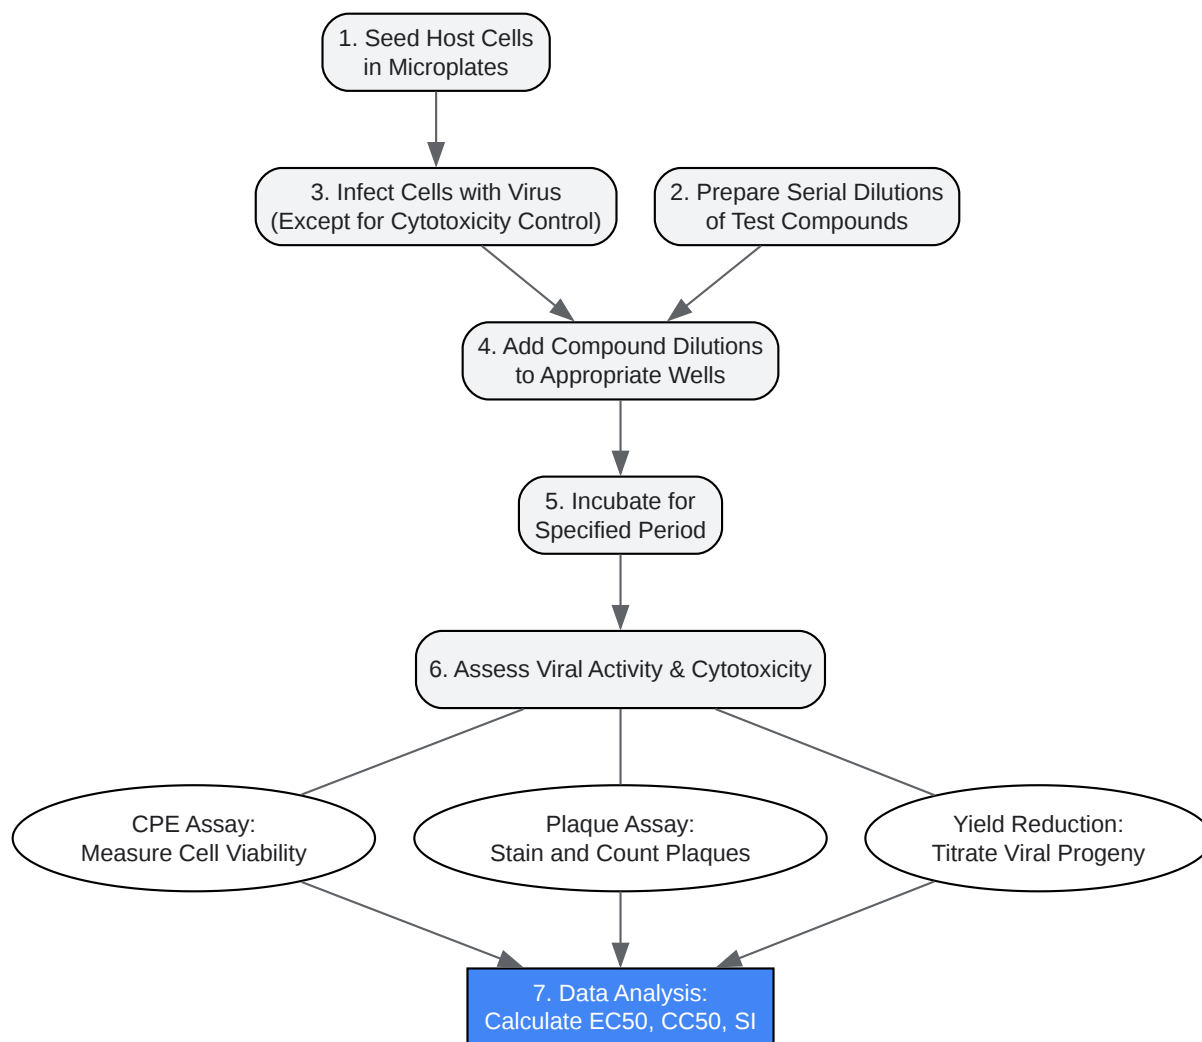 1. Seed Host Cells
in Microplates
3. Infect Cells with Virus
(Except for Cytotoxicity Control)
2. Prepare Serial Dilutions
of Test Compounds
4. Add Compound Dilutions
to Appropriate Wells
5. Incubate for
Specified Period
6. Assess Viral Activity & Cytotoxicity
CPE Assay:
Measure Cell Viability
Plaque Assay:
Stain and Count Plaques
Yield Reduction:
Titrate Viral Progeny
7. Data Analysis:
Calculate EC50, CC50, SI